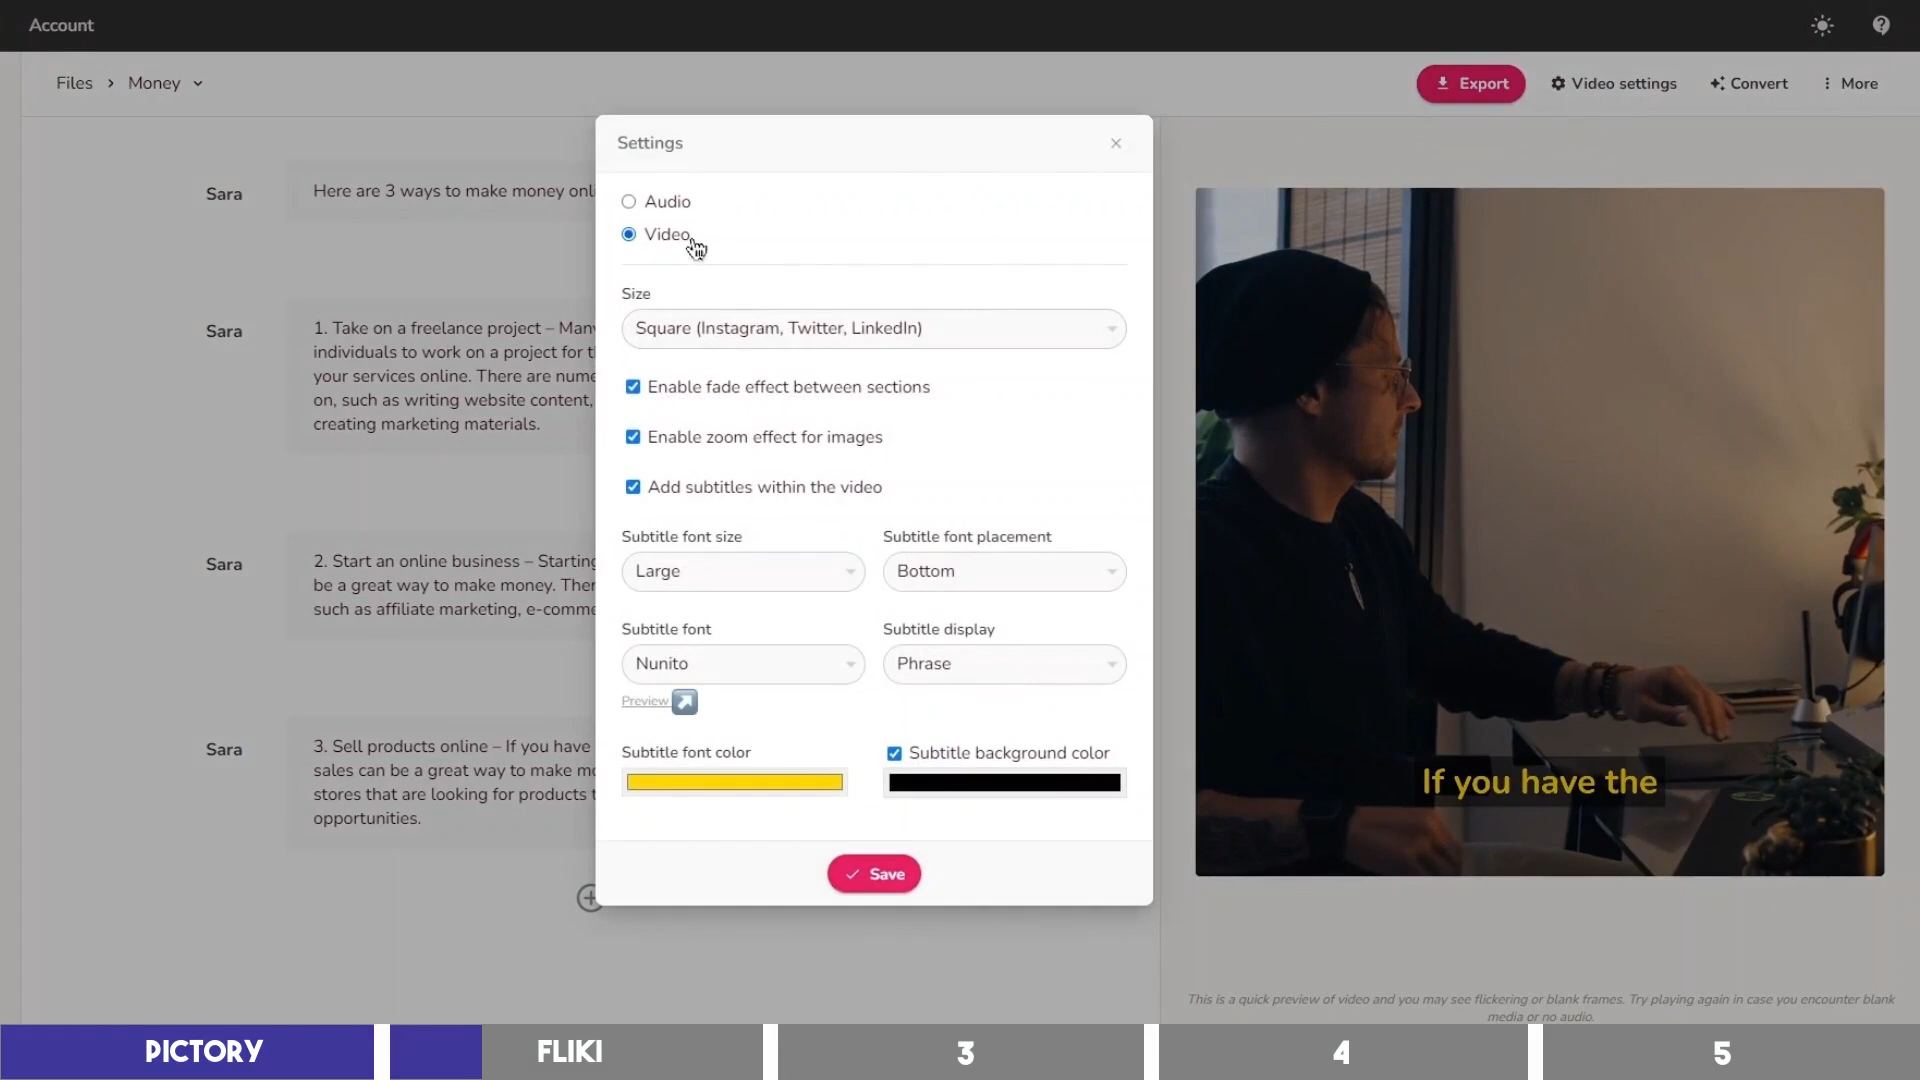 Account
Files > Money
Export
Video settings
Convert
More
Settings
Audio
Video
Size
Square (Instagram, Twitter, LinkedIn)
Enable fade effect between sections
Enable zoom effect for images
Add subtitles within the video
Subtitle font size
Subtitle font placement
Large
Bottom
Subtitle font
Subtitle display
Nunito
Phrase
Preview
Subtitle font color
Subtitle background color
Save
Sara
Here are 3 ways to make money onli
Sara
1. Take on a freelance project – Many
individuals to work on a project for t
your services online. There are nume
on, such as writing website content,
creating marketing materials.
Sara
2. Start an online business – Starting
be a great way to make money. Ther
such as affiliate marketing, e-comme
Sara
3. Sell products online – If you have
sales can be a great way to make mo
stores that are looking for products t
opportunities.
If you have the
This is a quick preview of video and you may see flickering or blank frames. Try playing again in case you encounter blank
media or no audio.
PICTORY
FLIKI
3
4
5